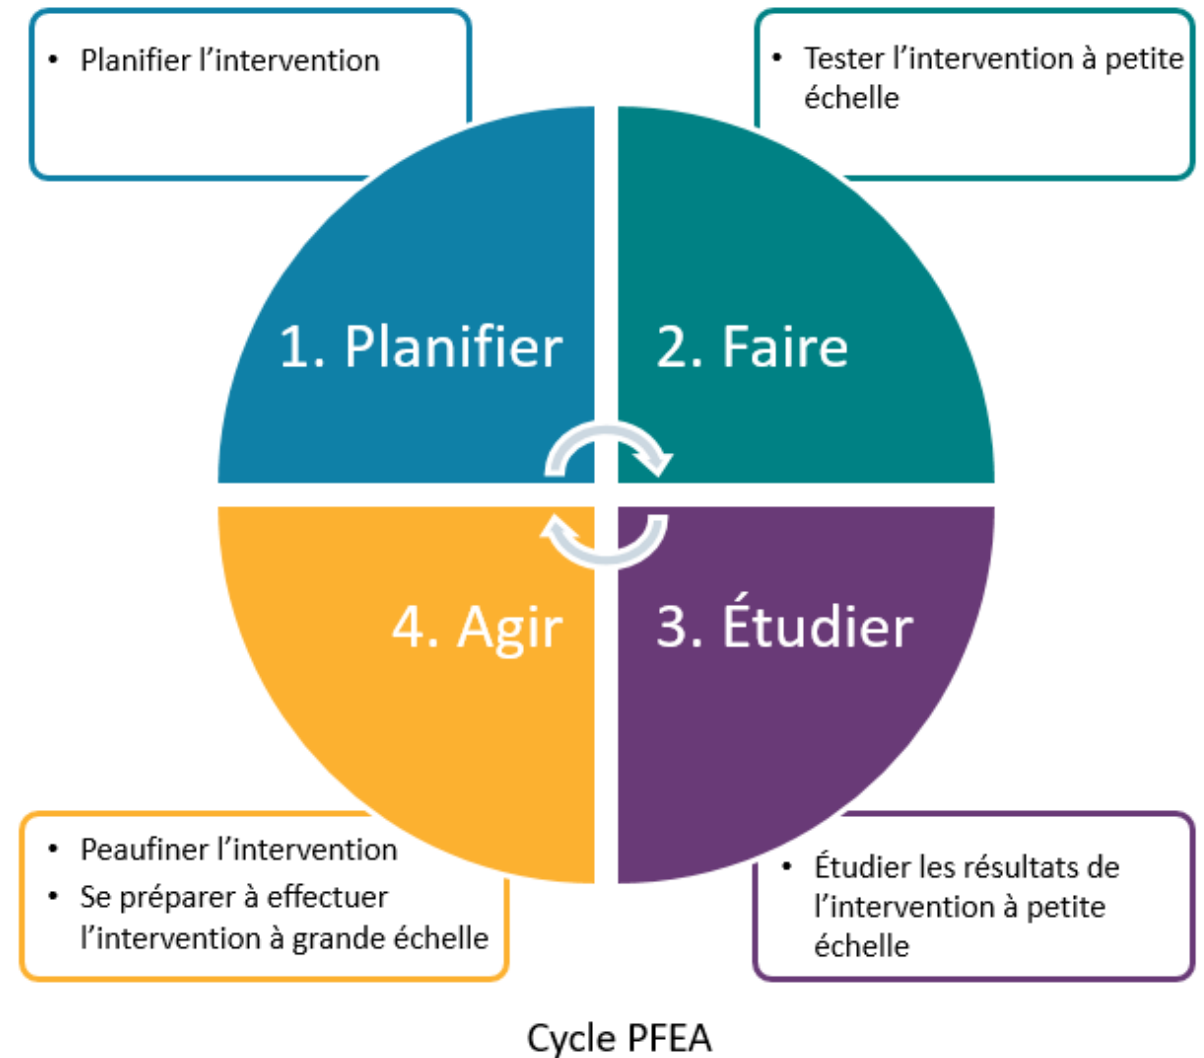 • Planifier l’intervention
• Tester l’intervention à petite
échelle
1. Planifier
2. Faire
4. Agir
3. Étudier
• Peaufiner l’intervention
• Se préparer à effectuer
l’intervention à grande échelle
• Étudier les résultats de
l’intervention à petite
échelle
Cycle PFEA